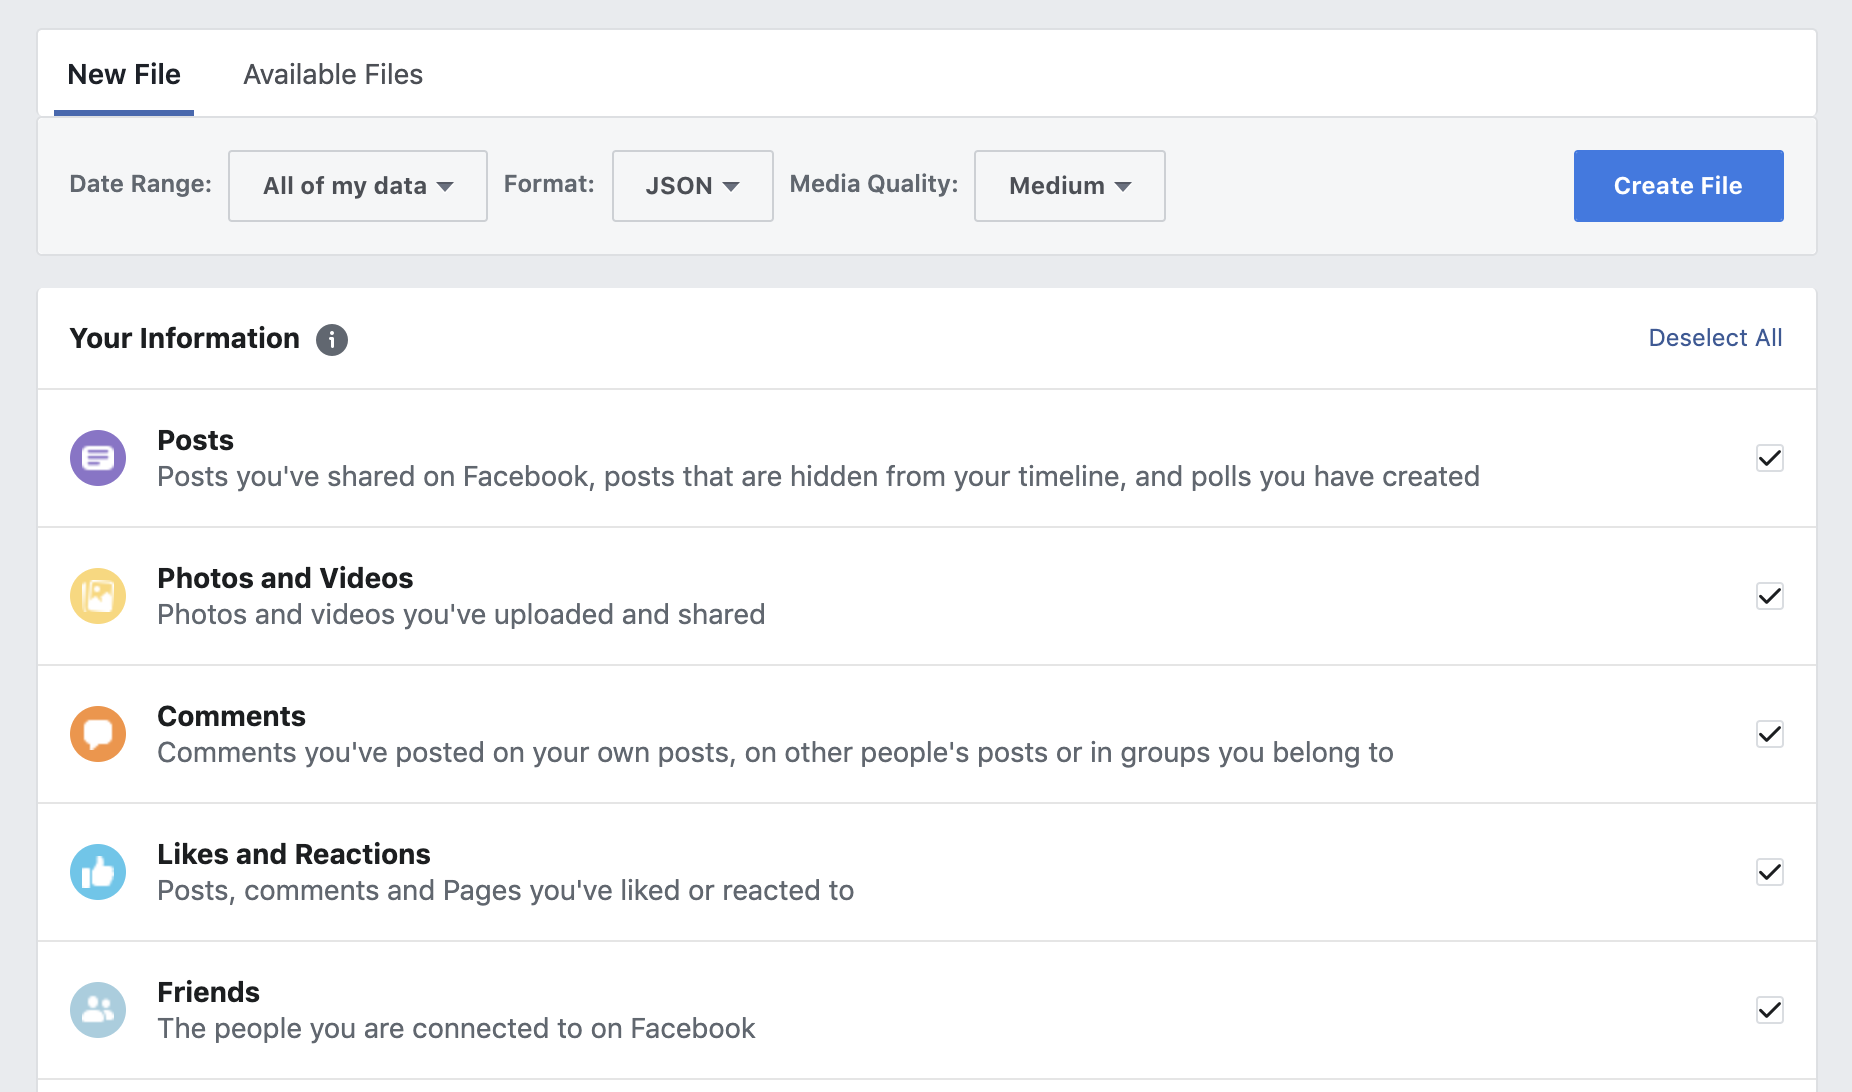 New File Available Files
Date Range: All of my data Format: JSON Media Quality: Medium Create File
Your Information Deselect All
Posts
Posts you've shared on Facebook, posts that are hidden from your timeline, and polls you have created
Photos and Videos
Photos and videos you've uploaded and shared
Comments
Comments you've posted on your own posts, on other people's posts or in groups you belong to
Likes and Reactions
Posts, comments and Pages you've liked or reacted to
Friends
The people you are connected to on Facebook